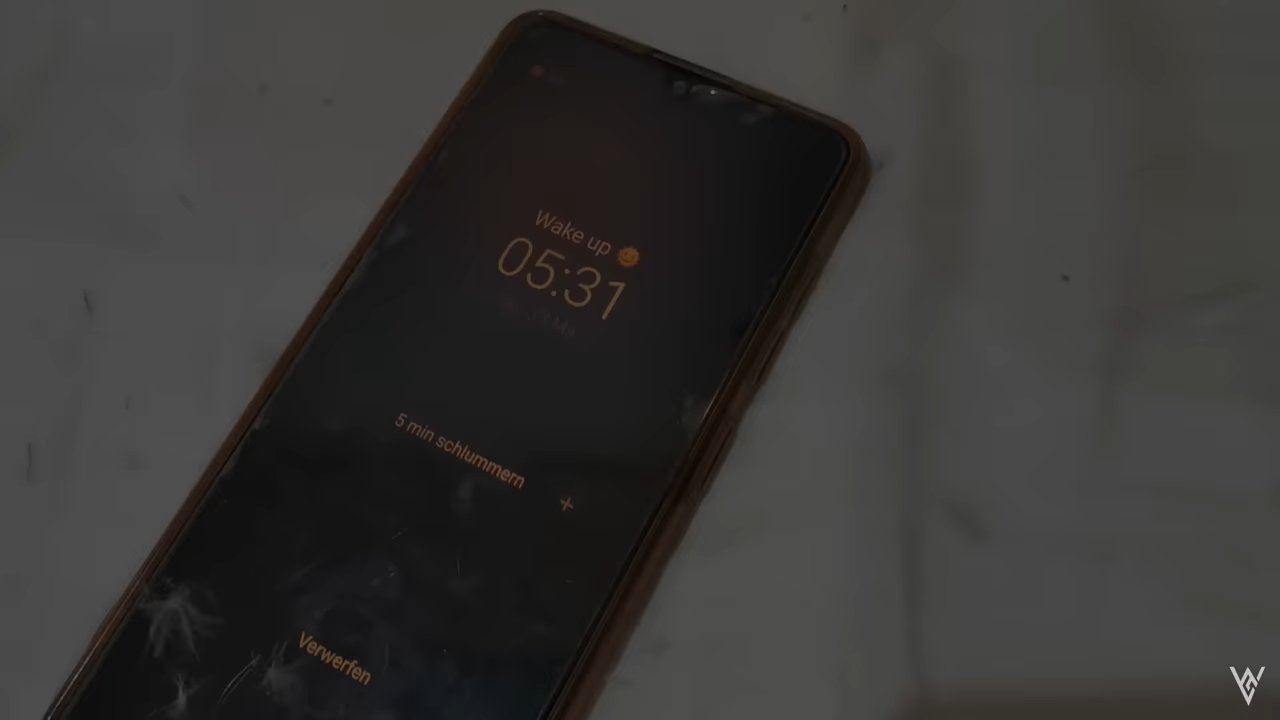 Wake up 🌞
05:31
5 min schlummern
+
Verwerfen